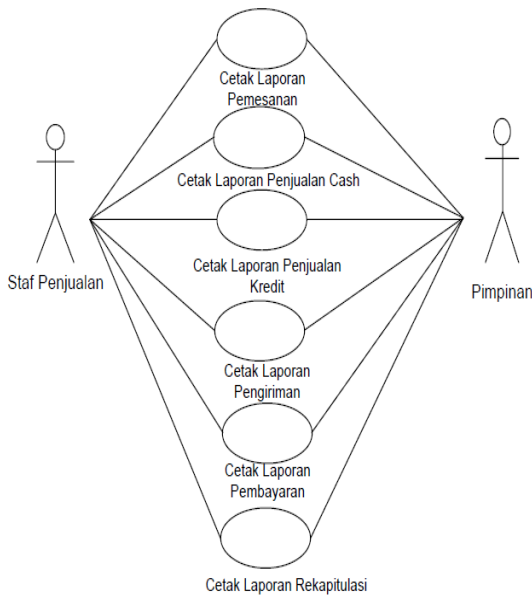 Cetak Laporan
Pemesanan
Cetak Laporan Penjualan Cash
Cetak Laporan Penjualan
Kredit
Staf Penjualan
Pimpinan
Cetak Laporan
Pengiriman
Cetak Laporan
Pembayaran
Cetak Laporan Rekapitulasi